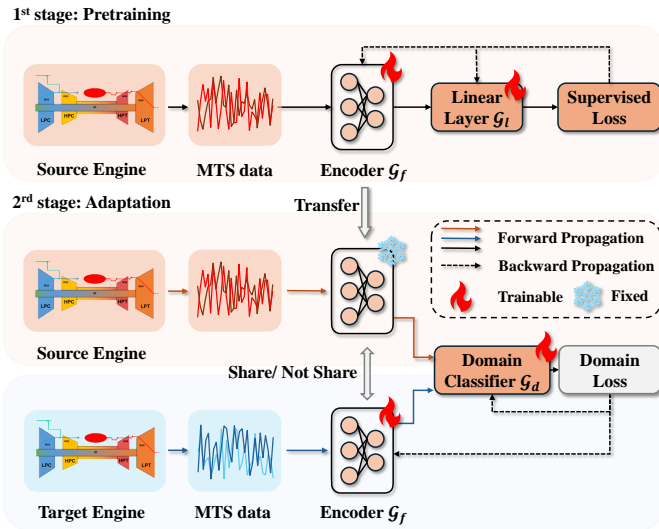 1st stage: Pretraining
LPC
HPC
HPT
LPT
Source Engine
MTS data
Encoder 𝒢f
Linear
Layer 𝒢l
Supervised
Loss
Transfer
2rd stage: Adaptation
LPC
HPC
HPT
LPT
Source Engine
MTS data
Forward Propagation
Backward Propagation
Trainable
Fixed
Share/ Not Share
Domain
Classifier 𝒢d
Domain
Loss
LPC
HPC
HPT
LPT
Target Engine
MTS data
Encoder 𝒢f